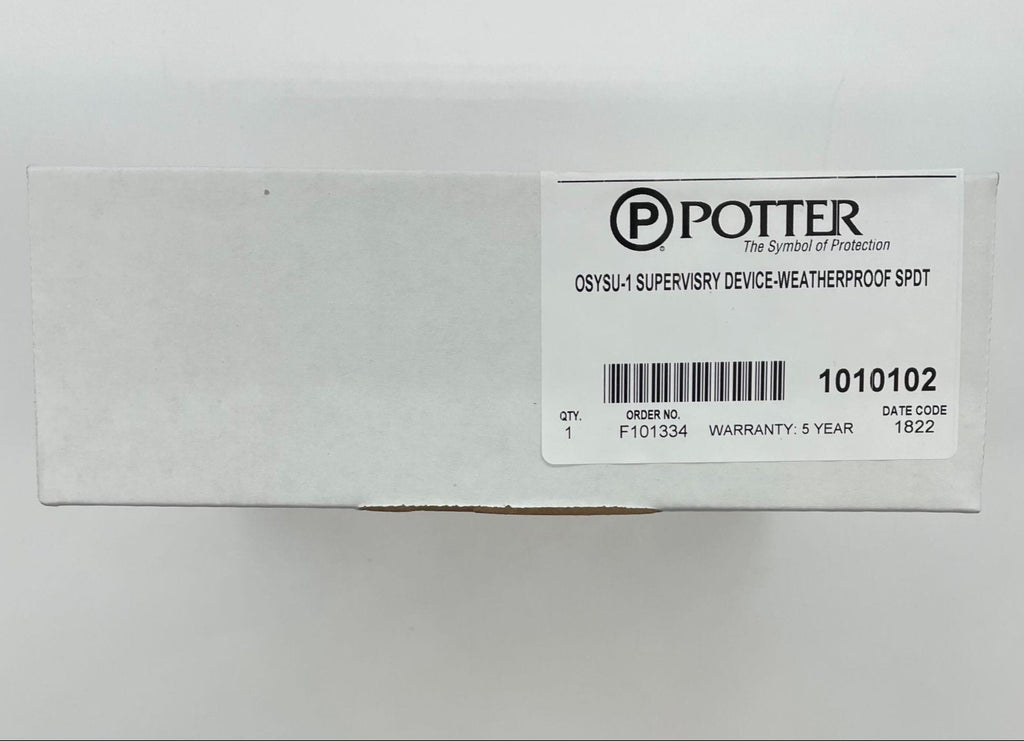 P POTTER
The Symbol of Protection
OSYSU-1 SUPERVISRY DEVICE-WEATHERPROOF SPDT
1010102
QTY. ORDER NO. DATE CODE
1 F101334 WARRANTY: 5 YEAR 1822